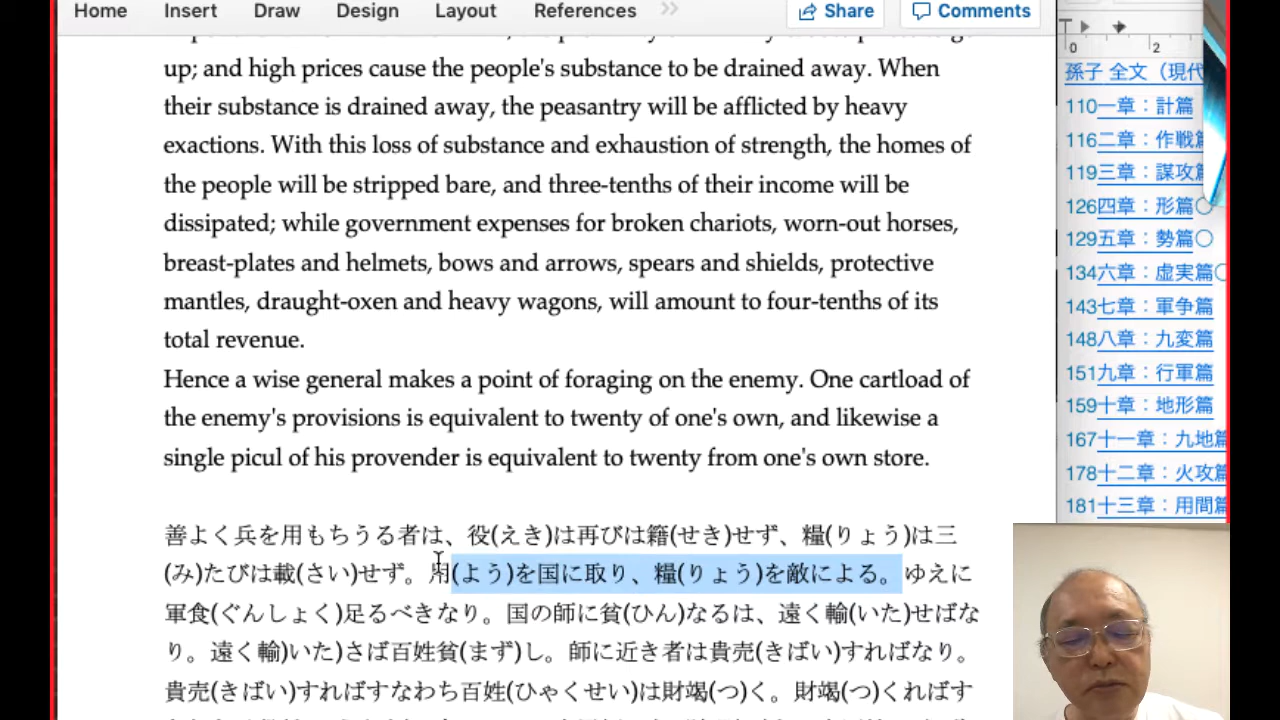 Home Insert Draw Design Layout References >> Share Comments
up; and high prices cause the people's substance to be drained away. When
their substance is drained away, the peasantry will be afflicted by heavy
exactions. With this loss of substance and exhaustion of strength, the homes of
the people will be stripped bare, and three-tenths of their income will be
dissipated; while government expenses for broken chariots, worn-out horses,
breast-plates and helmets, bows and arrows, spears and shields, protective
mantles, draught-oxen and heavy wagons, will amount to four-tenths of its
total revenue.
Hence a wise general makes a point of foraging on the enemy. One cartload of
the enemy's provisions is equivalent to twenty of one's own, and likewise a
single picul of his provender is equivalent to twenty from one's own store.
善よく兵を用もちうる者は、役(えき)は再びは籍(せき)せず、糧(りょう)は三
(み)たびは載(さい)せず。用(よう)を国に取り、糧(りょう)を敵による。ゆえに
軍食(ぐんしょく)足るべきなり。国の師に貧(ひん)なるは、遠く輸(いた)せばな
り。遠く輸)いた)さば百姓貧(まず)し。師に近き者は貴売(きばい)すればなり。
貴売(きばい)すればすなわち百姓(ひゃくせい)は財竭(つ)く。財竭(つ)くればす
0 2
孫子 全文（現代
110一章：計篇
116二章：作戦篇
119三章：謀攻篇
126四章：形篇○
129五章：勢篇○
134六章：虚実篇○
143七章：軍争篇
148八章：九変篇
151九章：行軍篇
159十章：地形篇
167十一章：九地篇
178十二章：火攻篇
181十三章：用間篇